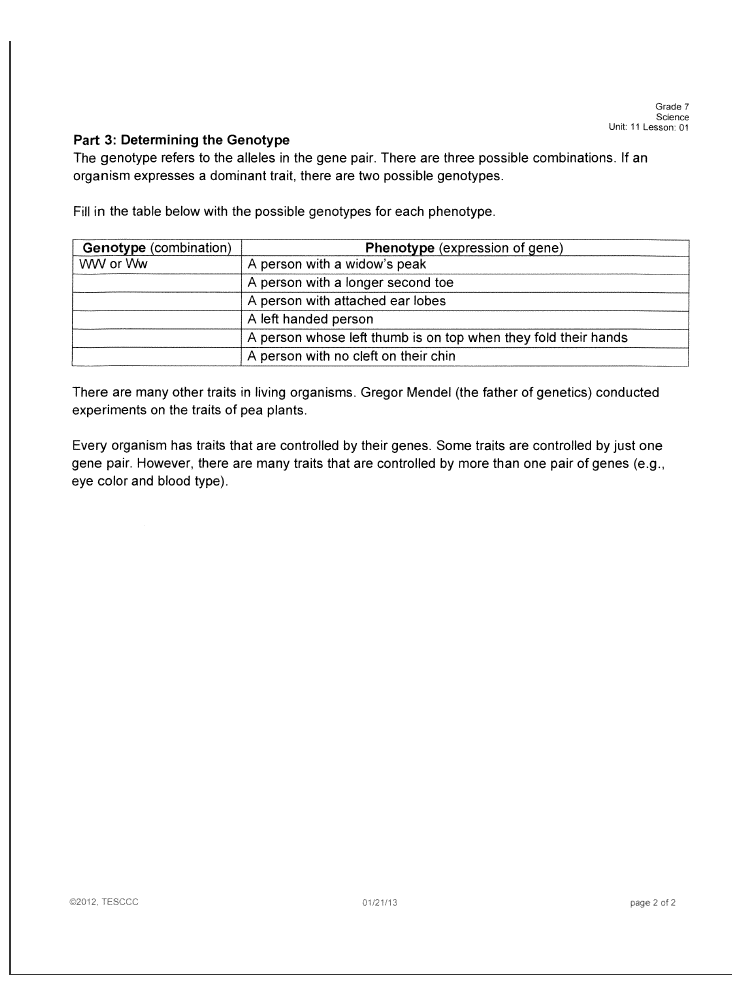 Grade 7
Science
Unit: 11 Lesson: 01
Part 3: Determining the Genotype
The genotype refers to the alleles in the gene pair. There are three possible combinations. If an
organism expresses a dominant trait, there are two possible genotypes.
Fill in the table below with the possible genotypes for each phenotype.
Genotype (combination) Phenotype (expression of gene)
WW or Ww A person with a widow's peak
A person with a longer second toe
A person with attached ear lobes
A left handed person
A person whose left thumb is on top when they fold their hands
A person with no cleft on their chin
There are many other traits in living organisms. Gregor Mendel (the father of genetics) conducted
experiments on the traits of pea plants.
Every organism has traits that are controlled by their genes. Some traits are controlled by just one
gene pair. However, there are many traits that are controlled by more than one pair of genes (e.g.,
eye color and blood type).
©2012, TESCCC 01/21/13 page 2 of 2